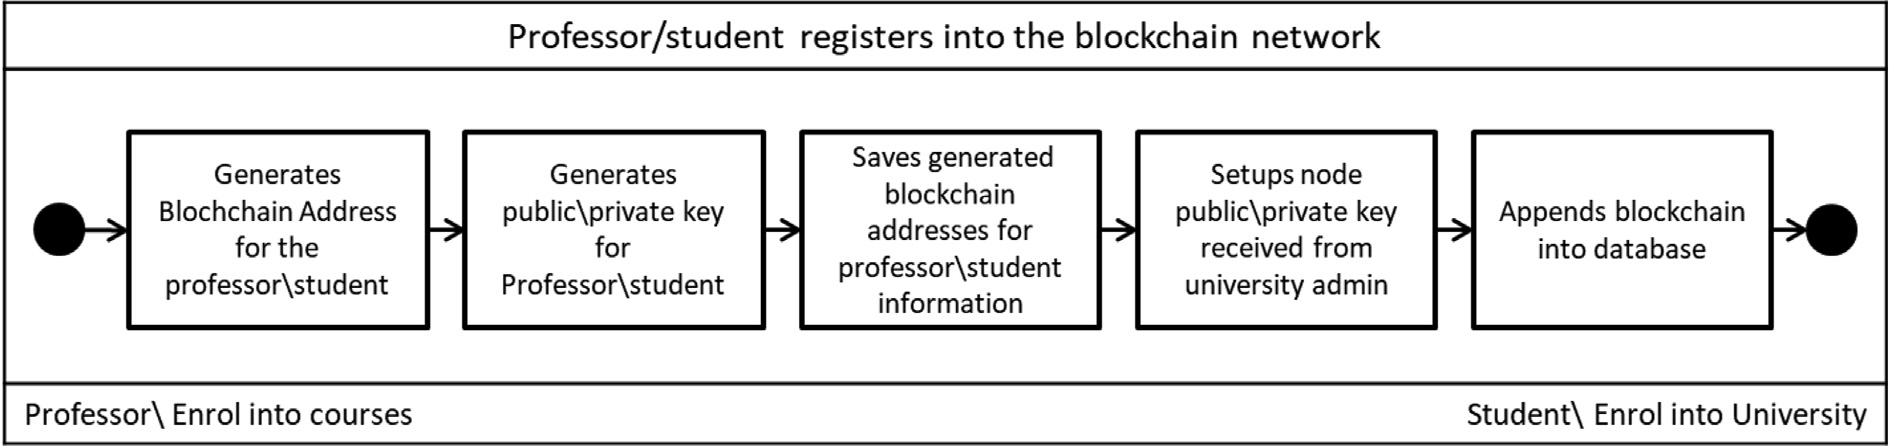 Professor/student registers into the blockchain network
Generates
Blochchain Address
for the
professor\student
Generates
public\private key
for
Professor\student
Saves generated
blockchain
addresses for
professor\student
information
Setups node
public\private key
received from
university admin
Appends blockchain
into database
Professor\ Enrol into courses
Student\ Enrol into University